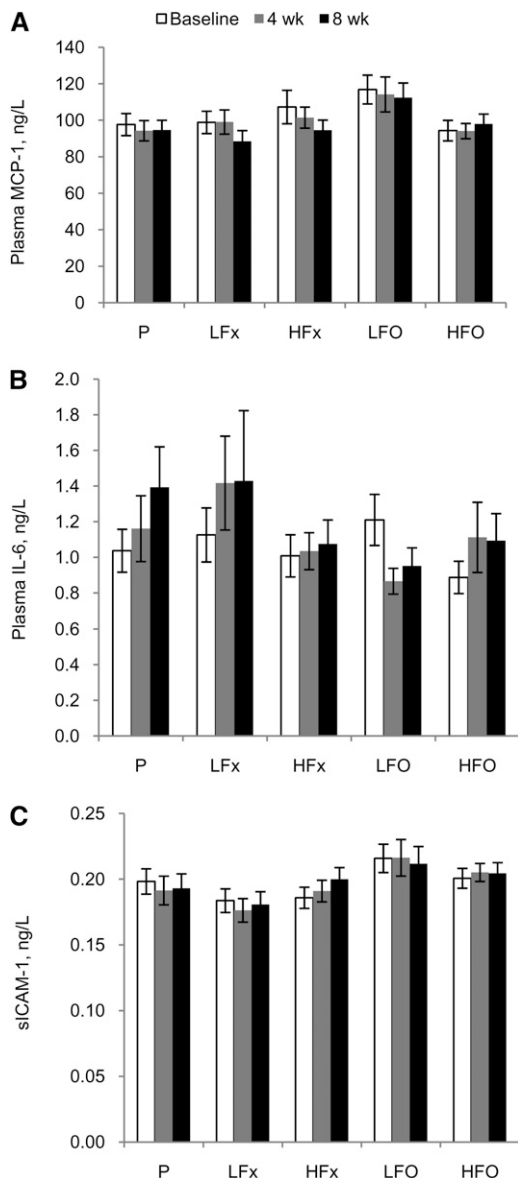 A
Baseline 4 wk 8 wk
Plasma MCP-1, ng/L
140
120
100
80
60
40
20
0
P LFx HFx LFO HFO
B
Plasma IL-6, ng/L
2.0
1.8
1.6
1.4
1.2
1.0
0.8
0.6
0.4
0.2
0.0
P LFx HFx LFO HFO
C
sICAM-1, ng/L
0.25
0.20
0.15
0.10
0.05
0.00
P LFx HFx LFO HFO